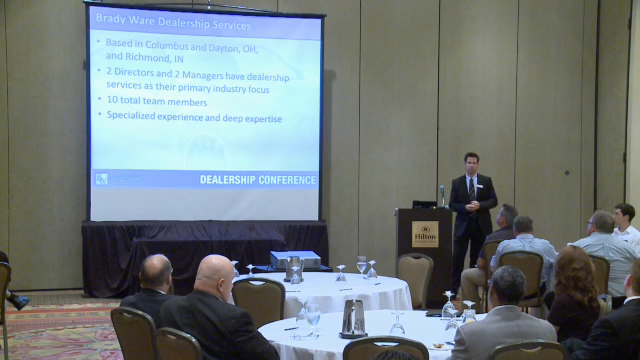 Brady Ware Dealership Services
• Based in Columbus and Dayton, OH,
and Richmond, IN
• 2 Directors and 2 Managers have dealership
services as their primary industry focus
• 10 total team members
• Specialized experience and deep expertise
DEALERSHIP CONFERENCE
Hilton